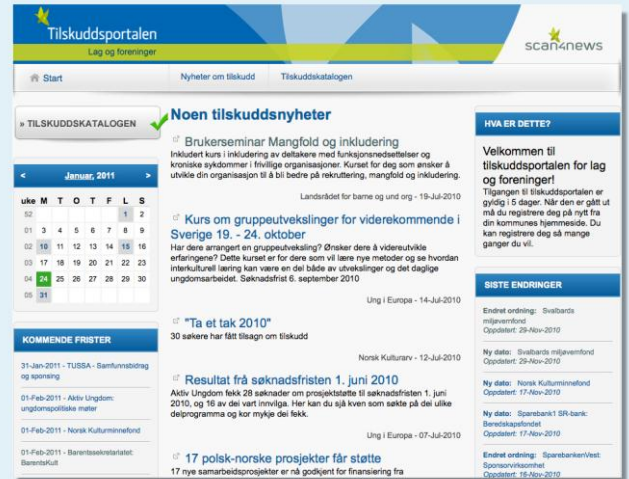 Tilskuddsportalen
Lag og foreninger
scan4news
Start
Nyheter om tilskudd
Tilskuddskatalogen
» TILSKUDDSKATALOGEN
< Januar, 2011 >
uke M T O T F L S
52 1 2
01 3 4 5 6 7 8 9
02 10 11 12 13 14 15 16
03 17 18 19 20 21 22 23
04 24 25 26 27 28 29 30
05 31
KOMMENDE FRISTER
31-Jan-2011 - TUSSA - Samfunnsbidrag
og sponsing
01-Feb-2011 - Aktiv Ungdom:
ungdomspolitiske møter
01-Feb-2011 - Norsk Kulturminnefond
01-Feb-2011 - Barentssekretariatet:
BarentsKult
Noen tilskuddsnyheter
Brukerseminar Mangfold og inkludering
Inkludert kurs i inkludering av deltakere med funksjonsnedsettelser og
kroniske sykdommer i frivillige organisasjoner. Kurset for deg som ønsker å
utvikle din organisasjon til å bli bedre på rekruttering, mangfold og inkludering.
Landsrådet for barne og und org - 19-Jul-2010
Kurs om gruppeutvekslinger for viderekommende i
Sverige 19. - 24. oktober
Har dere arrangert en gruppeutveksling? Ønsker dere å videreutvikle
erfaringene? Dette kurset er for dere som vil lære nye metoder og se hvordan
interkulturell læring kan være en del både av utvekslinger og det daglige
ungdomsarbeidet. Søknadsfrist 6. september 2010
Ung i Europa - 14-Jul-2010
"Ta et tak 2010"
30 søkere har fått tilsagn om tilskudd
Norsk Kulturarv - 12-Jul-2010
Resultat frå søknadsfristen 1. juni 2010
Aktiv Ungdom fekk 28 søknader om prosjektstøtte til søknadsfristen 1. juni
2010, og 16 av dei vart innvilga. Her kan du sjå kven som søkte på dei ulike
delprogramma og kor mykje dei fekk.
Ung i Europa - 07-Jul-2010
17 polsk-norske prosjekter får støtte
17 nye samarbeidsprosjekter er nå godkjent for finansiering fra
HVA ER DETTE?
Velkommen til
tilskuddsportalen for lag
og foreninger!
Tilgangen til tilskuddsportalen er
gyldig i 5 dager. Når den er gått ut
må du registrere deg på nytt fra
din kommunes hjemmeside. Du
kan registrere deg så mange
ganger du vil.
SISTE ENDRINGER
Endret ordning: Svalbards
miljøvernfond
Oppdatert: 29-Nov-2010
Ny dato: Svalbards miljøvernfond
Oppdatert: 29-Nov-2010
Ny dato: Norsk Kulturminnefond
Oppdatert: 17-Nov-2010
Ny dato: Sparebank1 SR-bank:
Beredskapsfondet
Oppdatert: 17-Nov-2010
Endret ordning: SparebankenVest:
Sponsorvirksomhet
Oppdatert: 16-Nov-2010